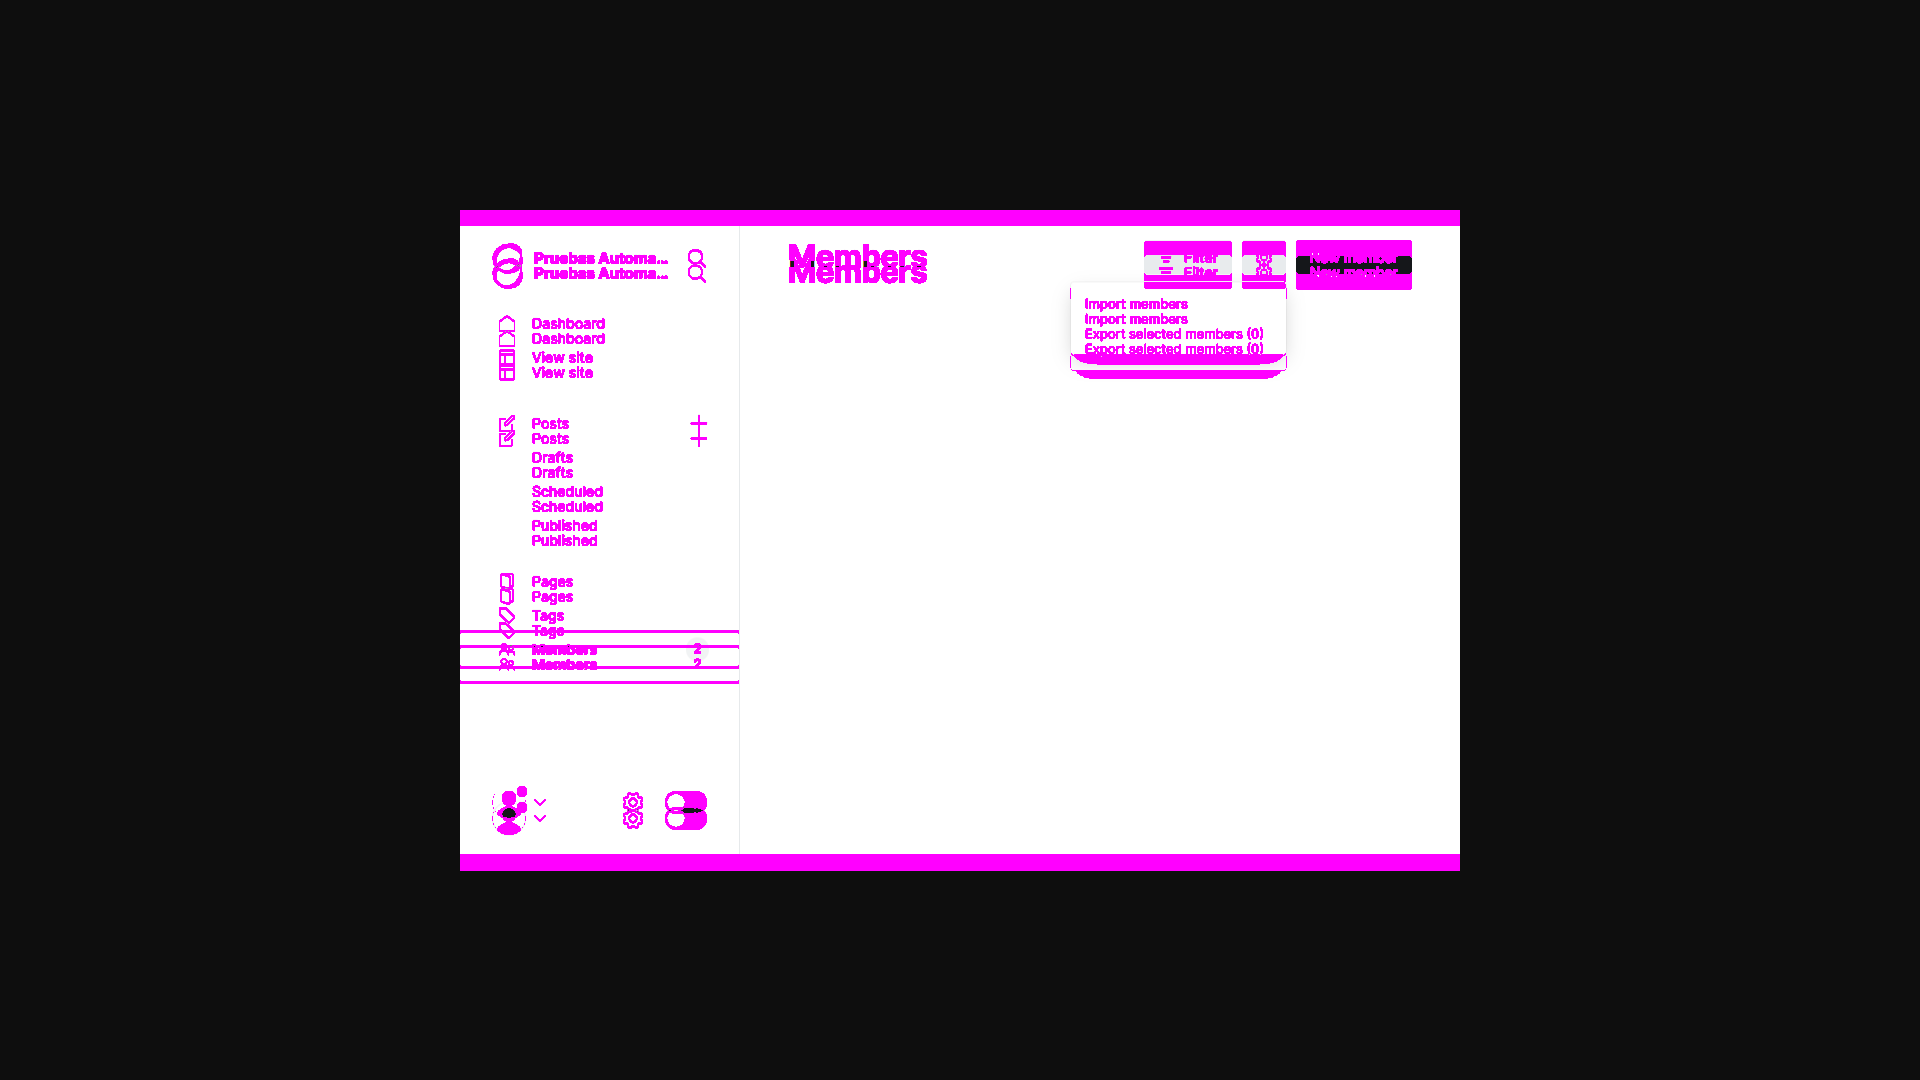 Pruebas Automa...
Pruebas Automa...
Dashboard
Dashboard
View site
View site
Posts
Posts
Drafts
Drafts
Scheduled
Scheduled
Published
Published
Pages
Pages
Tags
Tags
Members 2
Members 2
Members
Members
Filter
Filter
New member
New member
Import members
Import members
Export selected members (0)
Export selected members (0)